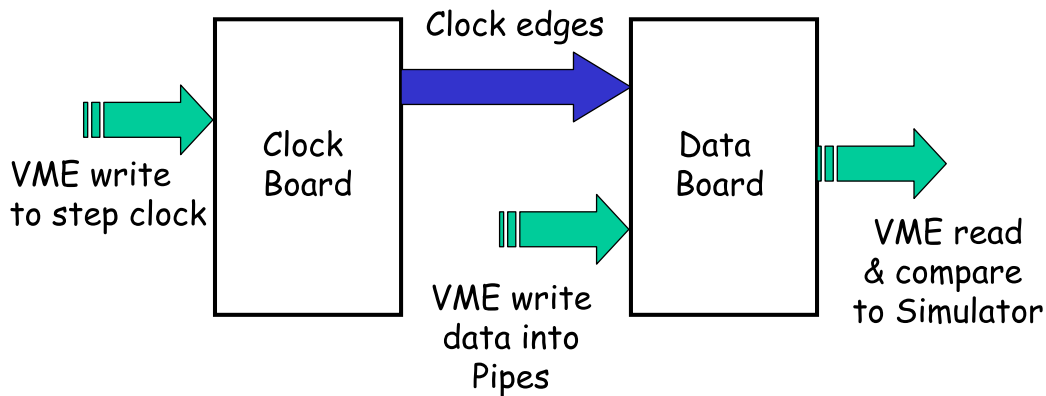 Clock edges
VME write
to step clock
Clock
Board
Data
Board
VME write
data into
Pipes
VME read
& compare
to Simulator